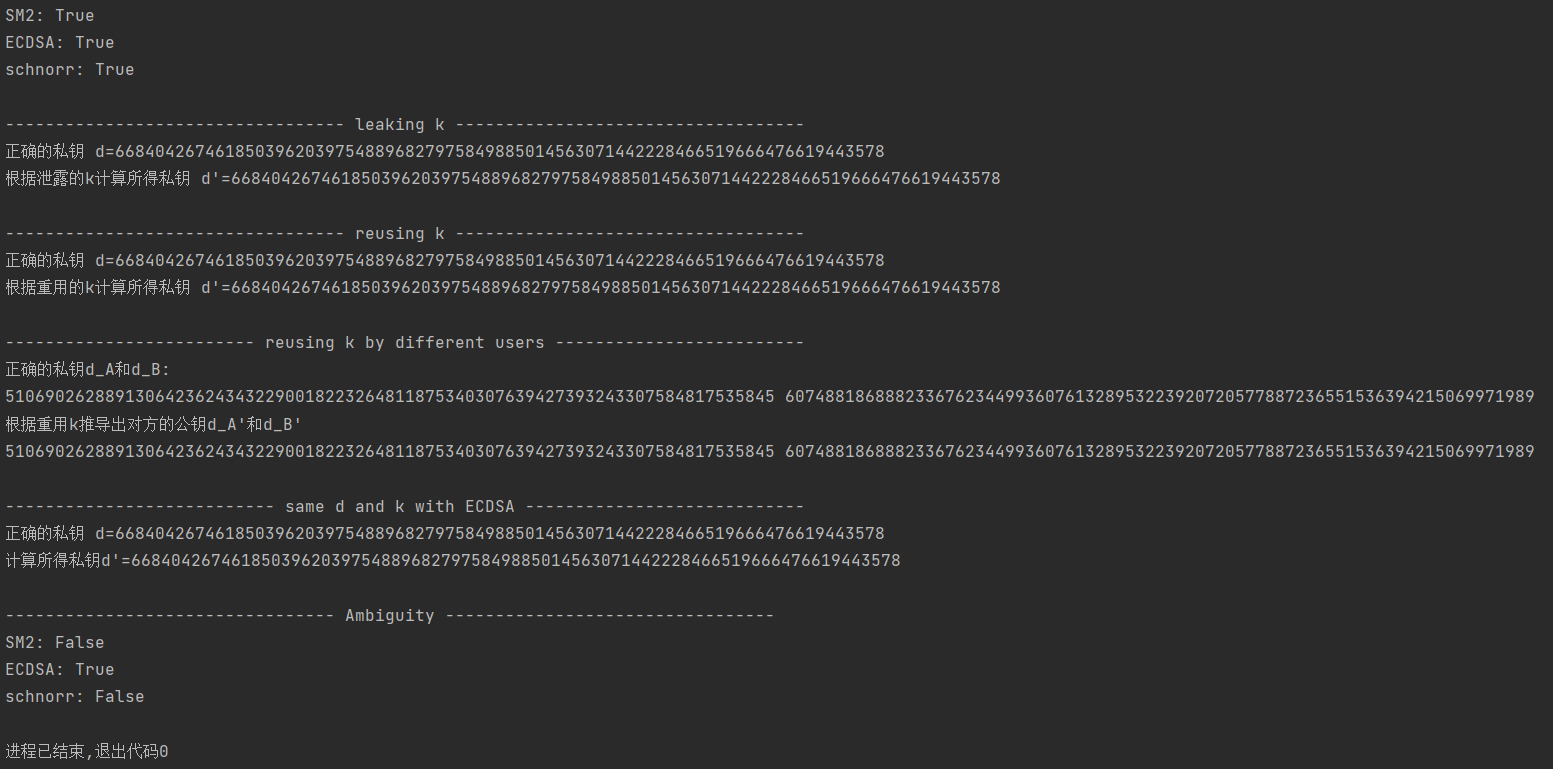 SM2: True
ECDSA: True
schnorr: True
---------------------------------- leaking k -----------------------------------
正确的私钥 d=66840426746185039620397548896827975849885014563071442228466519666476619443578
根据泄露的k计算所得私钥 d'=66840426746185039620397548896827975849885014563071442228466519666476619443578
---------------------------------- reusing k -----------------------------------
正确的私钥 d=66840426746185039620397548896827975849885014563071442228466519666476619443578
根据重用的k计算所得私钥 d'=66840426746185039620397548896827975849885014563071442228466519666476619443578
------------------------- reusing k by different users -------------------------
正确的私钥d_A和d_B:
51069026288913064236243432290018223264811875340307639427393243307584817535845 60748818688823367623449936076132895322392072057788723655153639421506997​1989
根据重用k推导出对方的公钥d_A'和d_B'
51069026288913064236243432290018223264811875340307639427393243307584817535845 607488186888233676234499360761328953223920720577887236551536394215069971989
--------------------------- same d and k with ECDSA ----------------------------
正确的私钥 d=66840426746185039620397548896827975849885014563071442228466519666476619443578
计算所得私钥d'=66840426746185039620397548896827975849885014563071442228466519666476619443578
--------------------------------- Ambiguity ---------------------------------
SM2: False
ECDSA: True
schnorr: False
进程已结束,退出代码0